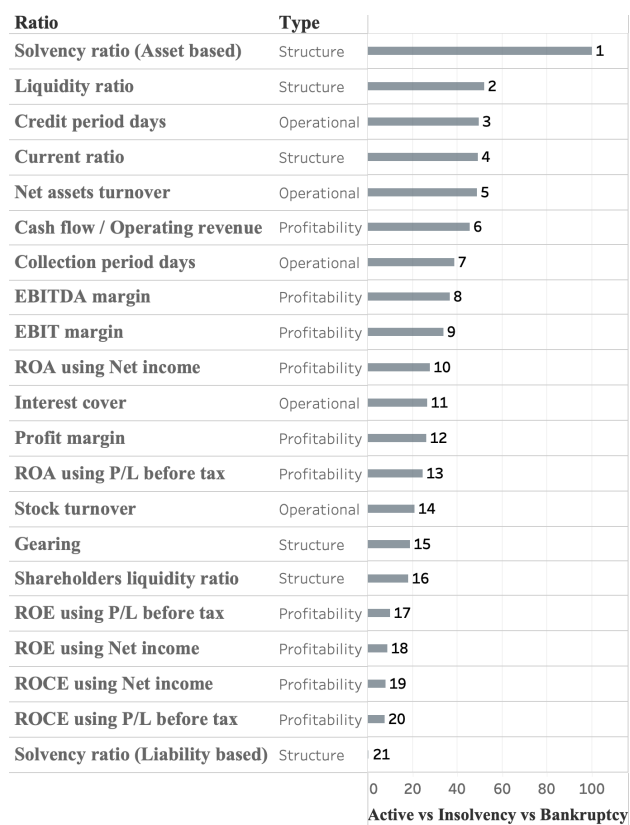 Ratio Type
Solvency ratio (Asset based) Structure 1
Liquidity ratio Structure 2
Credit period days Operational 3
Current ratio Structure 4
Net assets turnover Operational 5
Cash flow / Operating revenue Profitability 6
Collection period days Operational 7
EBITDA margin Profitability 8
EBIT margin Profitability 9
ROA using Net income Profitability 10
Interest cover Operational 11
Profit margin Profitability 12
ROA using P/L before tax Profitability 13
Stock turnover Operational 14
Gearing Structure 15
Shareholders liquidity ratio Structure 16
ROE using P/L before tax Profitability 17
ROE using Net income Profitability 18
ROCE using Net income Profitability 19
ROCE using P/L before tax Profitability 20
Solvency ratio (Liability based) Structure 21
0 20 40 60 80 100
Active vs Insolvency vs Bankruptcy